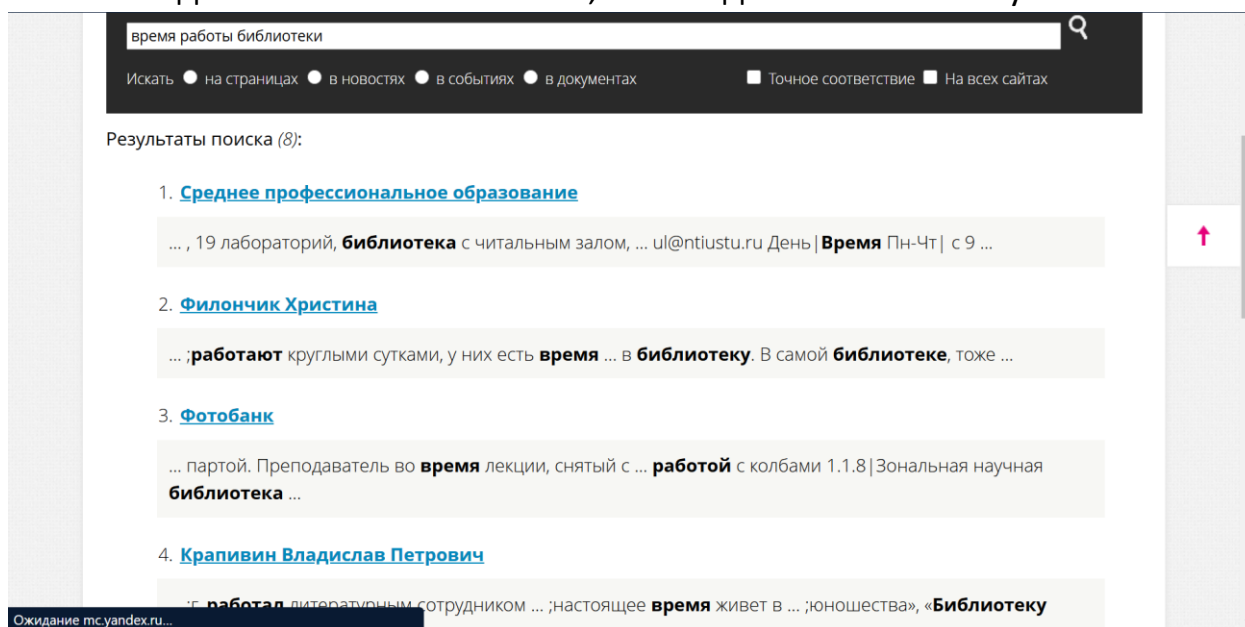 время работы библиотеки
Искать на страницах в новостях в событиях в документах Точное соответствие На всех сайтах
Результаты поиска (8):
1. Среднее профессиональное образование
... , 19 лабораторий, библиотека с читальным залом, ... ul@ntiustu.ru День|Время Пн-Чт| с 9 ...
2. Филончик Христина
... ;работают круглыми сутками, у них есть время ... в библиотеку. В самой библиотеке, тоже ...
3. Фотобанк
... партой. Преподаватель во время лекции, снятый с ... работой с колбами 1.1.8|Зональная научная
библиотека ...
4. Крапивин Владислав Петрович
работал литературным сотрудником ... ;настоящее время живет в ... ;юношества», «Библиотеку
Ожидание mc.yandex.ru...